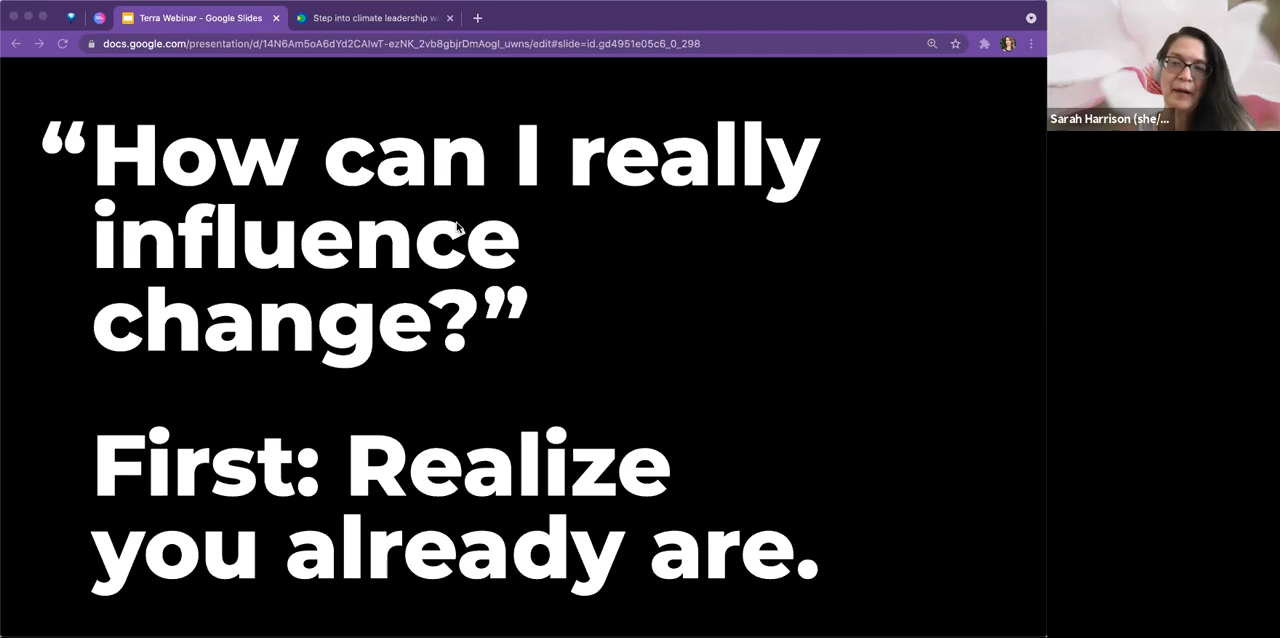 Terra Webinar - Google Slides
Step into climate leadership w
docs.google.com/presentation/d/14N6Am5oA6dYd2CAlwT-ezNK_2vb8gbjrDmAogl_uwns/edit#slide=id.gd4951e05c6_0_298
“How can I really
influence
change?”
First: Realize
you already are.
Sarah Harrison (she/...